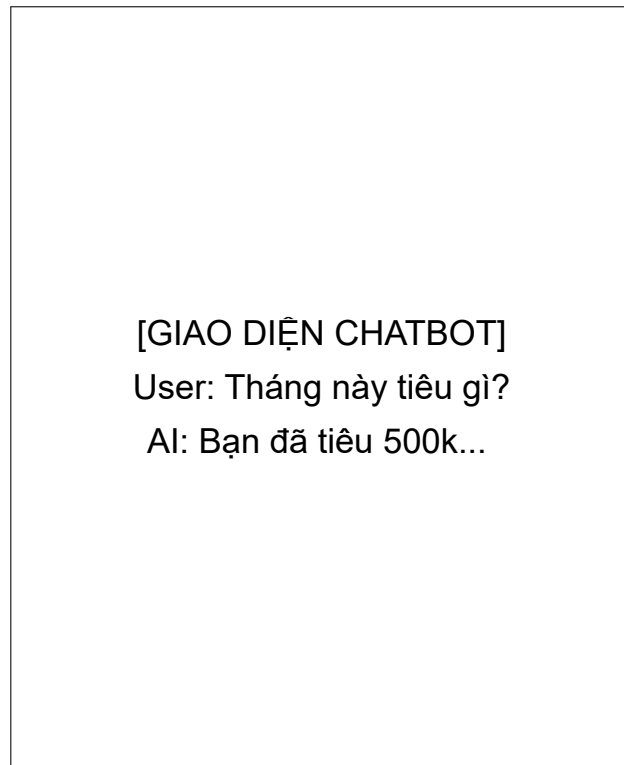 [GIAO DIỆN CHATBOT]
User: Tháng này tiêu gì?
AI: Bạn đã tiêu 500k...